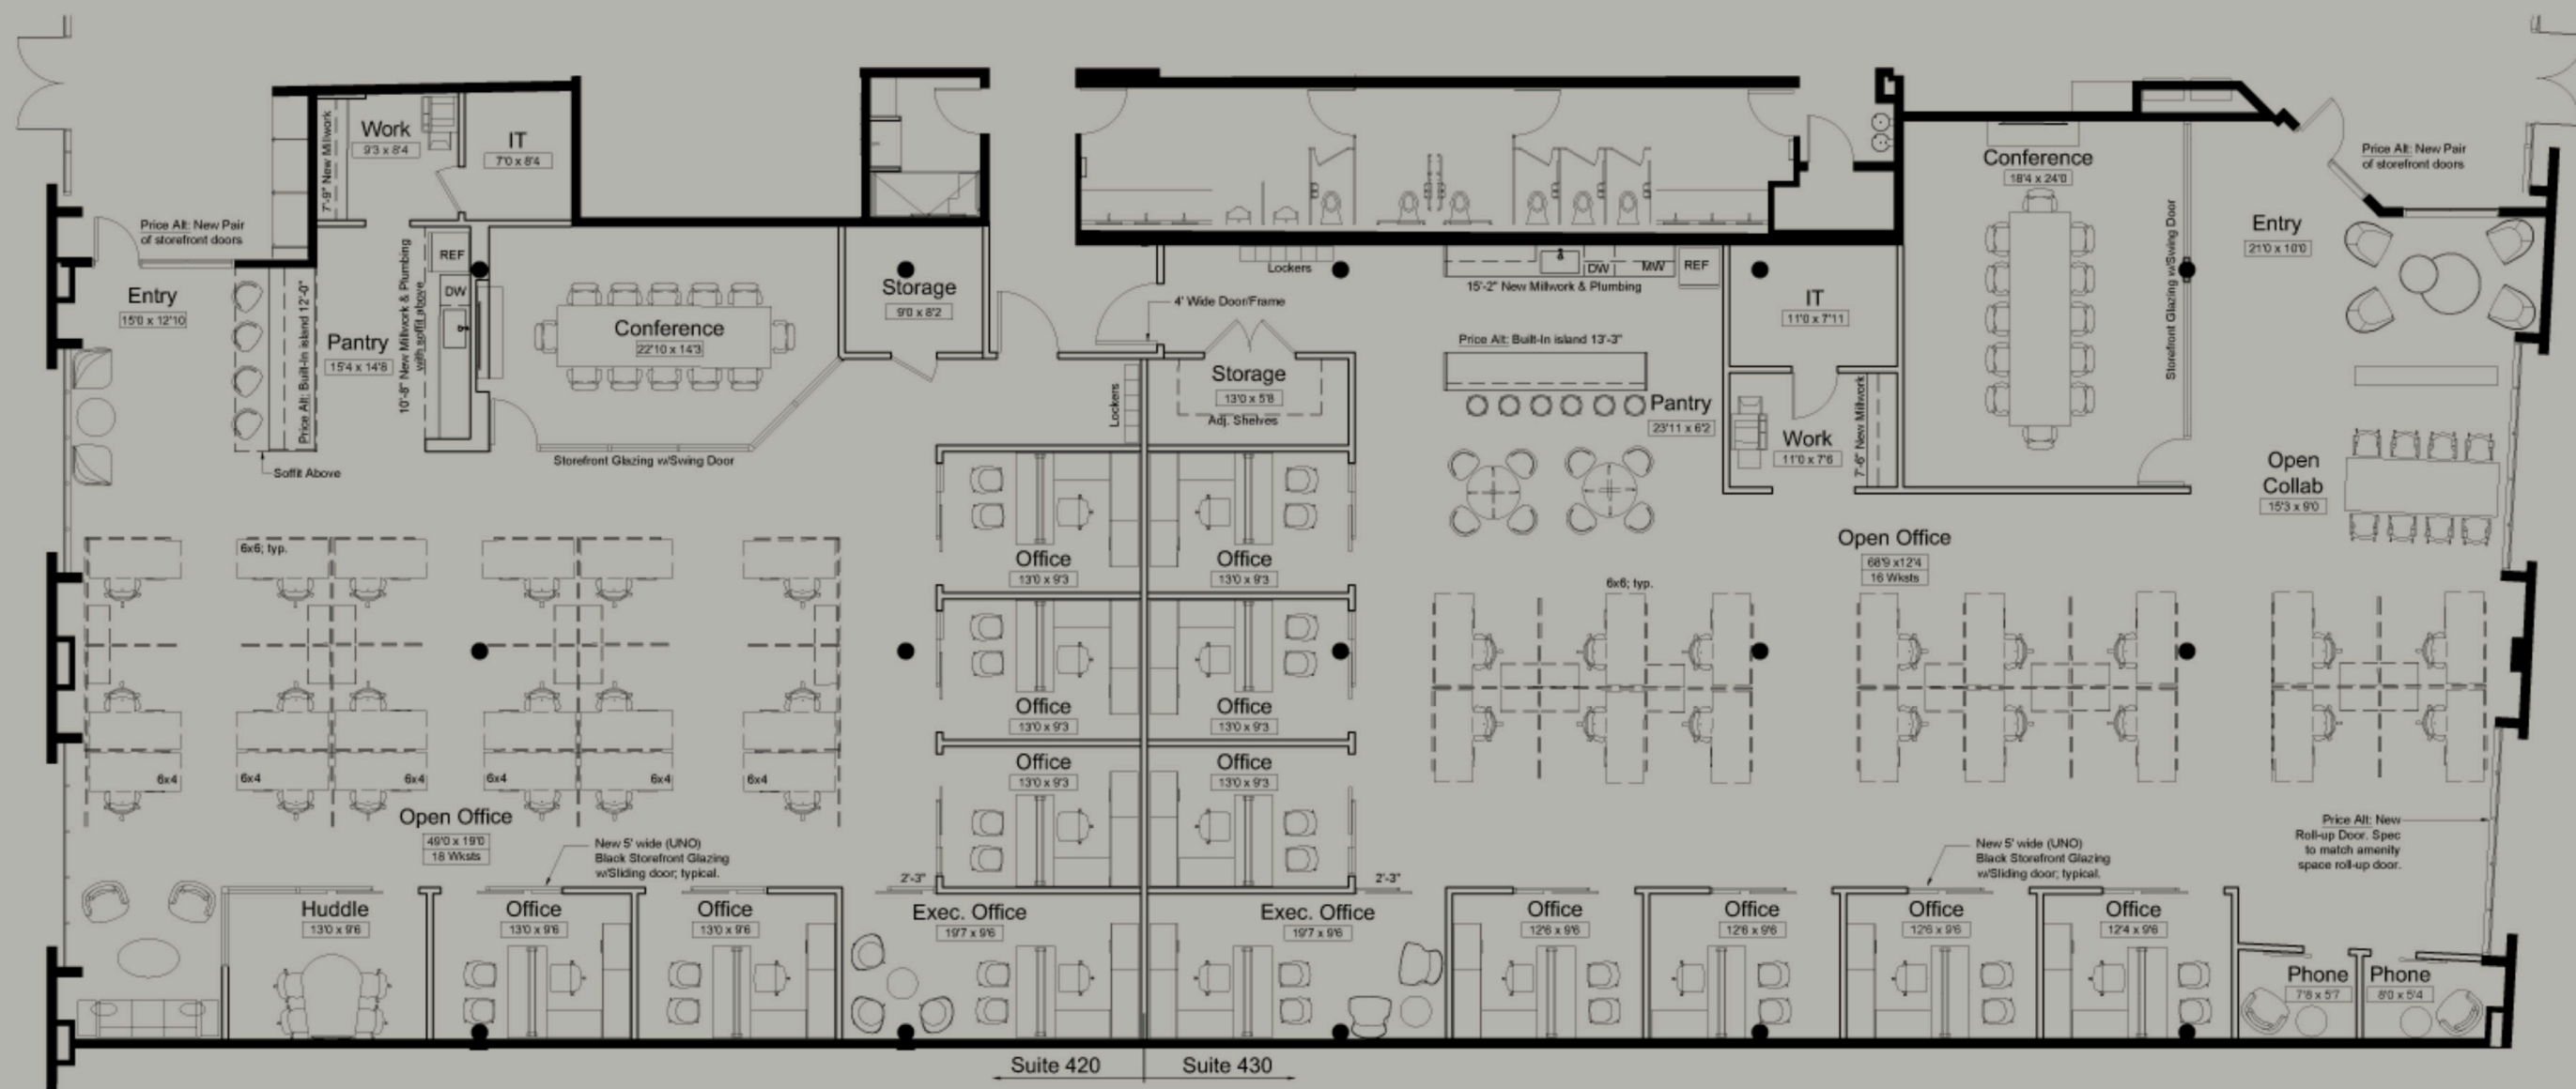 Work
9'3 x 8'4
7'-9" New Millwork
IT
7'0 x 8'4
Price Alt: New Pair
of storefront doors
Entry
15'0 x 12'10
Price Alt: Built-In island 12'-0"
Soffit Above
Pantry
15'4 x 14'8
10'-8" New Millwork & Plumbing
with soffit above
REF
DW
Conference
22'10 x 14'3
Storefront Glazing w/Swing Door
Storage
9'0 x 8'2
4' Wide Door/Frame
Lockers
Lockers
Storage
13'0 x 5'8
Adj. Shelves
DW
MW
REF
15'-2" New Millwork & Plumbing
Price Alt: Built-In island 13'-3"
Pantry
23'11 x 6'2
IT
11'0 x 7'11
Work
11'0 x 7'6
7'-6" New Millwork
Conference
18'4 x 24'0
Storefront Glazing w/Swing Door
Price Alt: New Pair
of storefront doors
Entry
21'0 x 10'0
Open
Collab
15'3 x 9'0
6x6; typ.
6x4
6x4
6x4
6x4
6x4
6x4
Open Office
49'0 x 19'0
18 Wksts
New 5' wide (UNO)
Black Storefront Glazing
w/Sliding door; typical.
Office
13'0 x 9'3
Office
13'0 x 9'3
Office
13'0 x 9'3
Office
13'0 x 9'3
Office
13'0 x 9'3
Office
13'0 x 9'3
Open Office
68'9 x12'4
16 Wksts
6x6; typ.
New 5' wide (UNO)
Black Storefront Glazing
w/Sliding door; typical.
Price Alt: New
Roll-up Door. Spec
to match amenity
space roll-up door.
Huddle
13'0 x 9'6
Office
13'0 x 9'6
Office
13'0 x 9'6
2'-3"
Exec. Office
19'7 x 9'6
2'-3"
Exec. Office
19'7 x 9'6
Office
12'6 x 9'6
Office
12'6 x 9'6
Office
12'6 x 9'6
Office
12'4 x 9'6
Phone
7'8 x 5'7
Phone
8'0 x 5'4
Suite 420
Suite 430